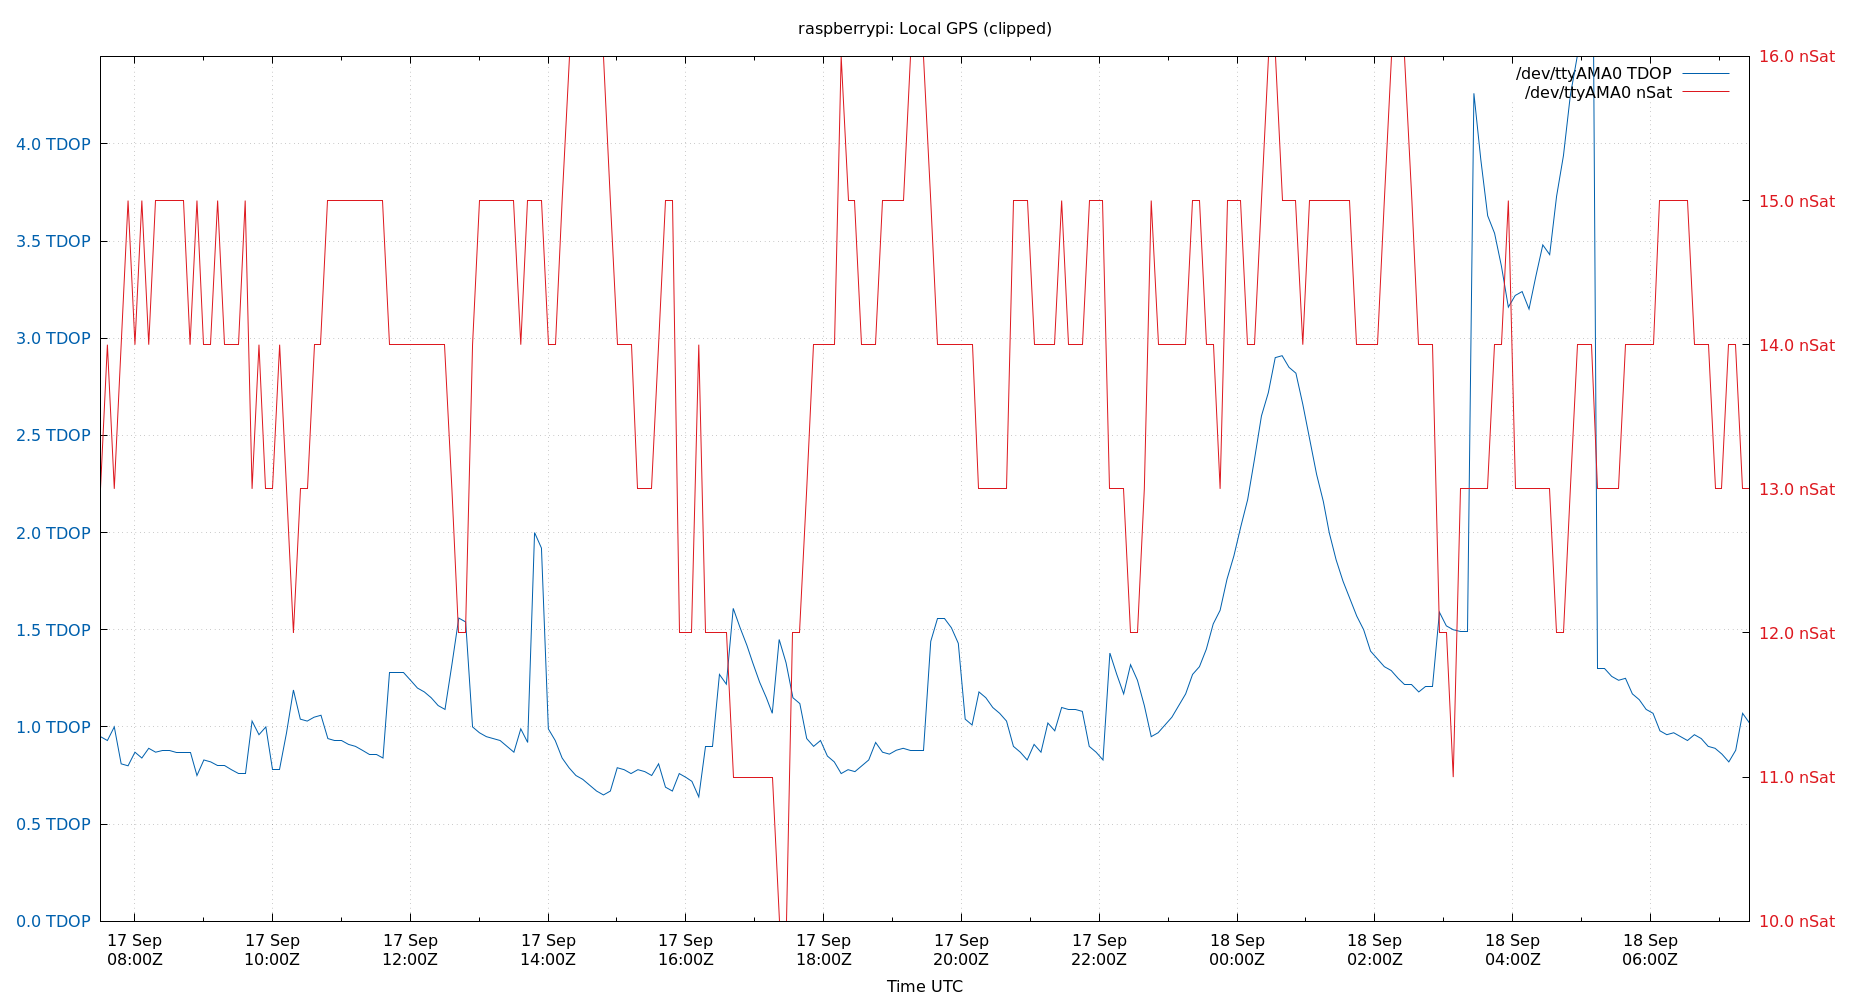 raspberrypi: Local GPS (clipped)
/dev/ttyAMA0 TDOP
/dev/ttyAMA0 nSat
4.0 TDOP
3.5 TDOP
3.0 TDOP
2.5 TDOP
2.0 TDOP
1.5 TDOP
1.0 TDOP
0.5 TDOP
0.0 TDOP
16.0 nSat
15.0 nSat
14.0 nSat
13.0 nSat
12.0 nSat
11.0 nSat
10.0 nSat
17 Sep 17 Sep 17 Sep 17 Sep 17 Sep 17 Sep 17 Sep 17 Sep 18 Sep 18 Sep 18 Sep 18 Sep
08:00Z 10:00Z 12:00Z 14:00Z 16:00Z 18:00Z 20:00Z 22:00Z 00:00Z 02:00Z 04:00Z 06:00Z
Time UTC